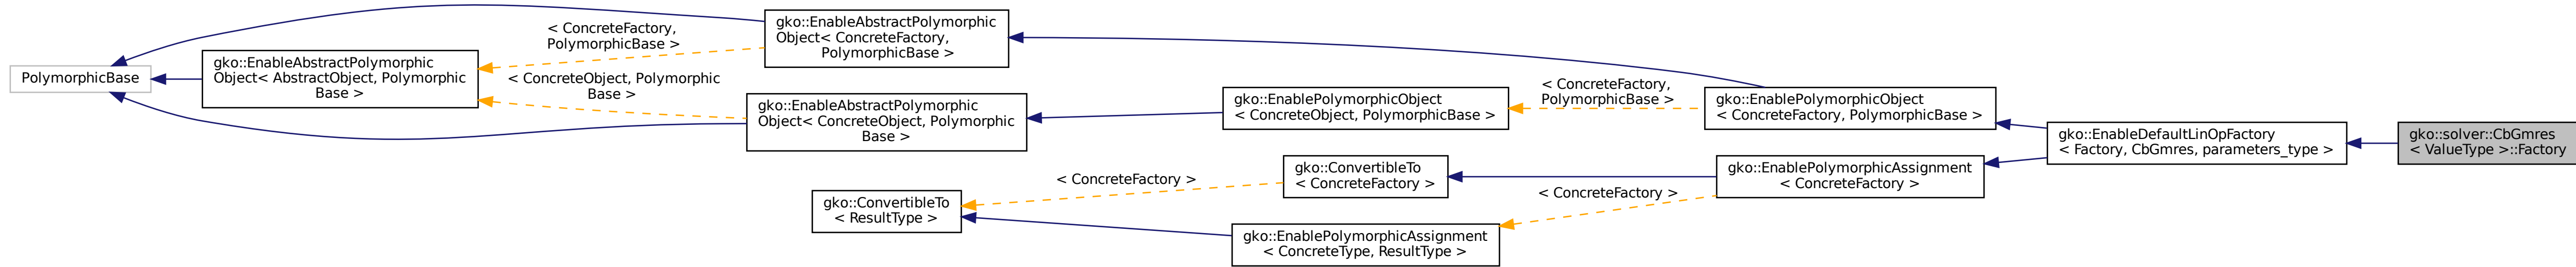 PolymorphicBase
gko::EnableAbstractPolymorphic
Object< AbstractObject, Polymorphic
Base >
< ConcreteFactory,
PolymorphicBase >
< ConcreteObject, Polymorphic
Base >
gko::EnableAbstractPolymorphic
Object< ConcreteFactory,
PolymorphicBase >
gko::EnableAbstractPolymorphic
Object< ConcreteObject, Polymorphic
Base >
gko::ConvertibleTo
< ResultType >
< ConcreteFactory >
gko::EnablePolymorphicObject
< ConcreteObject, PolymorphicBase >
gko::ConvertibleTo
< ConcreteFactory >
gko::EnablePolymorphicAssignment
< ConcreteType, ResultType >
< ConcreteFactory,
PolymorphicBase >
< ConcreteFactory >
gko::EnablePolymorphicObject
< ConcreteFactory, PolymorphicBase >
gko::EnablePolymorphicAssignment
< ConcreteFactory >
gko::EnableDefaultLinOpFactory
< Factory, CbGmres, parameters_type >
gko::solver::CbGmres
< ValueType >::Factory